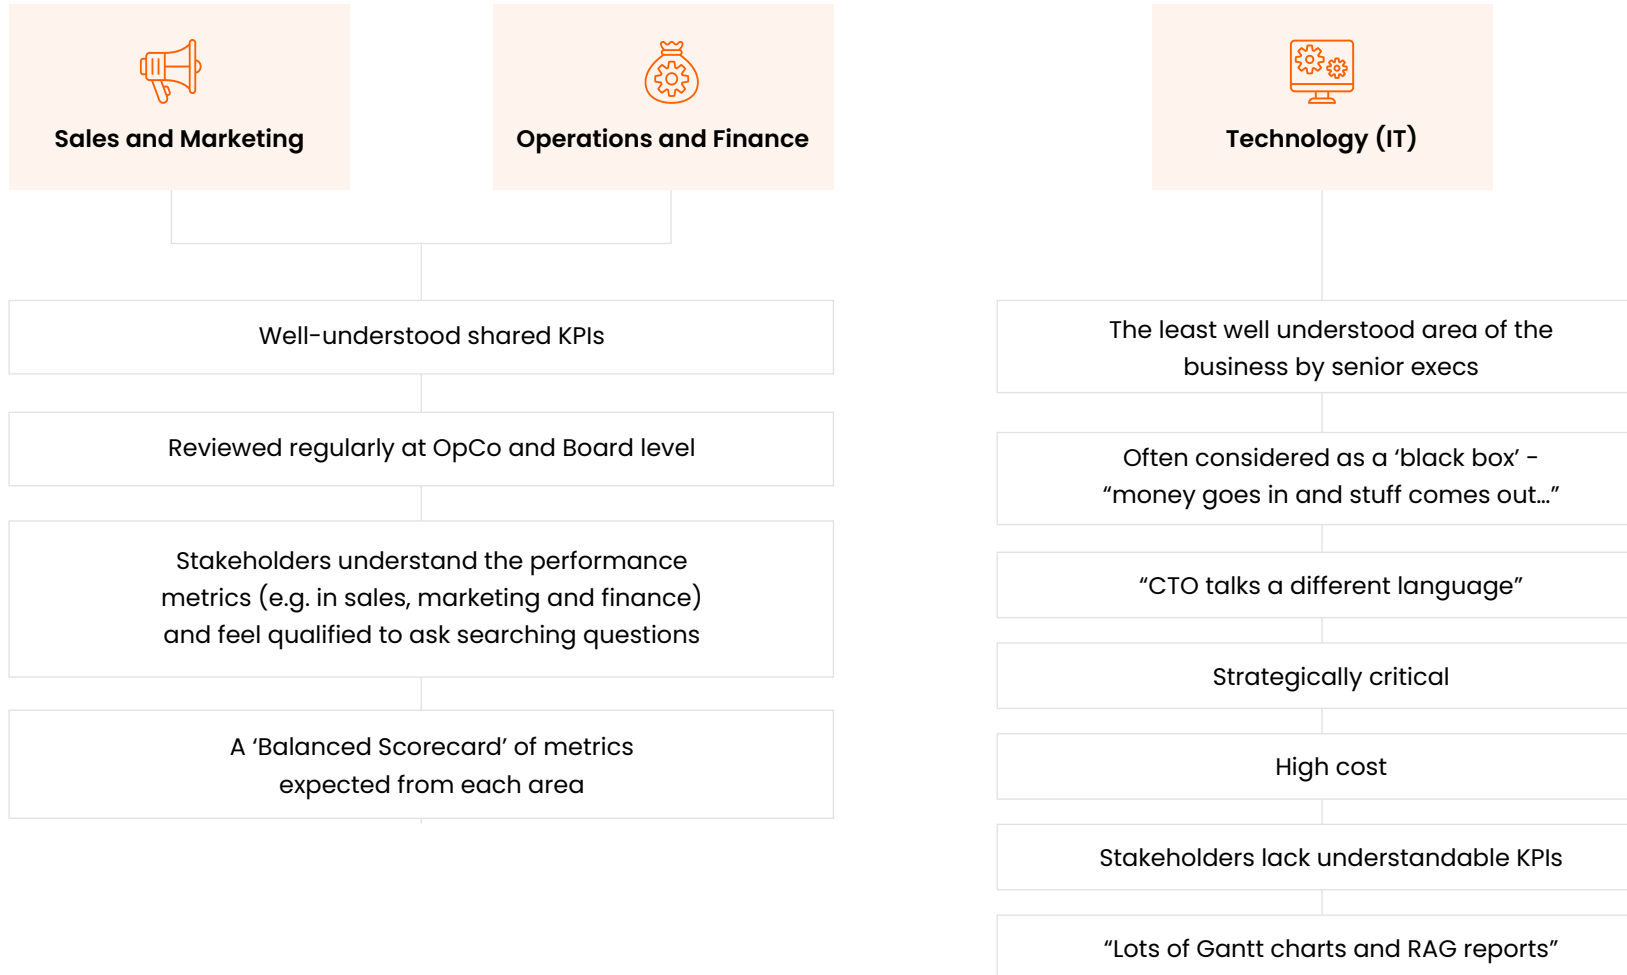 Sales and Marketing
Operations and Finance
Well-understood shared KPIs
Reviewed regularly at OpCo and Board level
Stakeholders understand the performance
metrics (e.g. in sales, marketing and finance)
and feel qualified to ask searching questions
A ‘Balanced Scorecard’ of metrics
expected from each area
Technology (IT)
The least well understood area of the
business by senior execs
Often considered as a ‘black box’ -
“money goes in and stuff comes out...”
“CTO talks a different language”
Strategically critical
High cost
Stakeholders lack understandable KPIs
“Lots of Gantt charts and RAG reports”